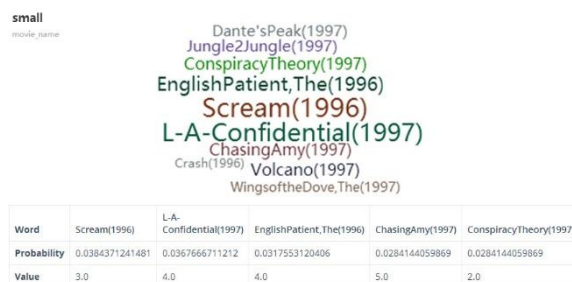 small
movie_name
Dante'sPeak(1997)
Jungle2Jungle(1997)
ConspiracyTheory(1997)
EnglishPatient,The(1996)
Scream(1996)
L-A-Confidential(1997)
ChasingAmy(1997)
Crash(1996) Volcano(1997)
WingsoftheDove,The(1997)
Word Scream(1996) L-A-Confidential(1997) EnglishPatient,The(1996) ChasingAmy(1997) ConspiracyTheory(1997
Probability 0.0384371241481 0.0367666711212 0.0317553120406 0.0284144059869 0.0284144059869
Value 3.0 4.0 4.0 5.0 2.0